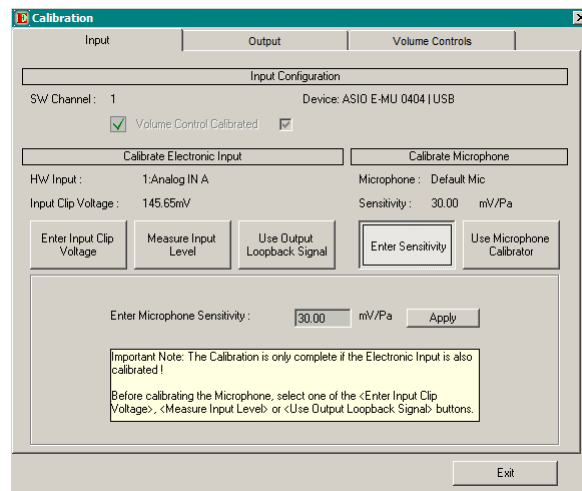 Calibration
Input Output Volume Controls
Input Configuration
SW Channel : 1 Device: ASIO E-MU 0404 | USB
Volume Control Calibrated
Calibrate Electronic Input Calibrate Microphone
HW Input : 1:Analog IN A Microphone : Default Mic
Input Clip Voltage : 145.65mV Sensitivity : 30.00 mV/Pa
Enter Input Clip Measure Input Use Output Enter Sensitivity Use Microphone
Voltage Level Loopback Signal Calibrator
Enter Microphone Sensitivity : 30.00 mV/Pa Apply
Important Note: The Calibration is only complete if the Electronic Input is also
calibrated !
Before calibrating the Microphone, select one of the <Enter Input Clip
Voltage>, <Measure Input Level> or <Use Output Loopback Signal> buttons.
Exit